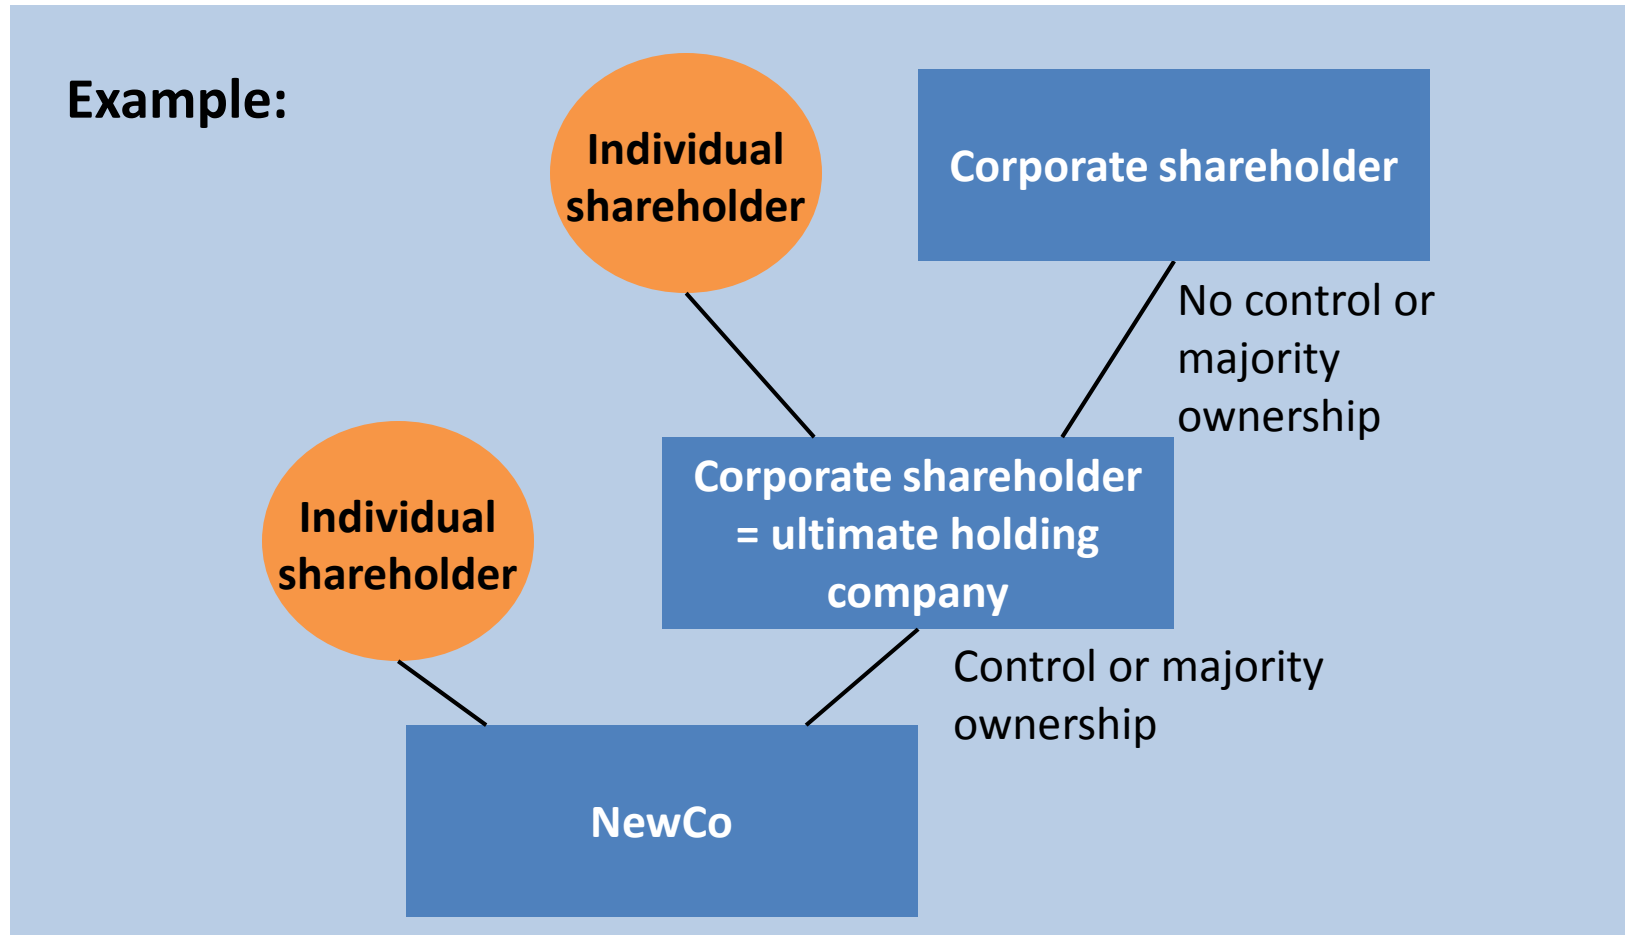 Example:
Individual
shareholder
Corporate shareholder
No control or
majority
ownership
Corporate shareholder
= ultimate holding
company
Individual
shareholder
Control or majority
ownership
NewCo